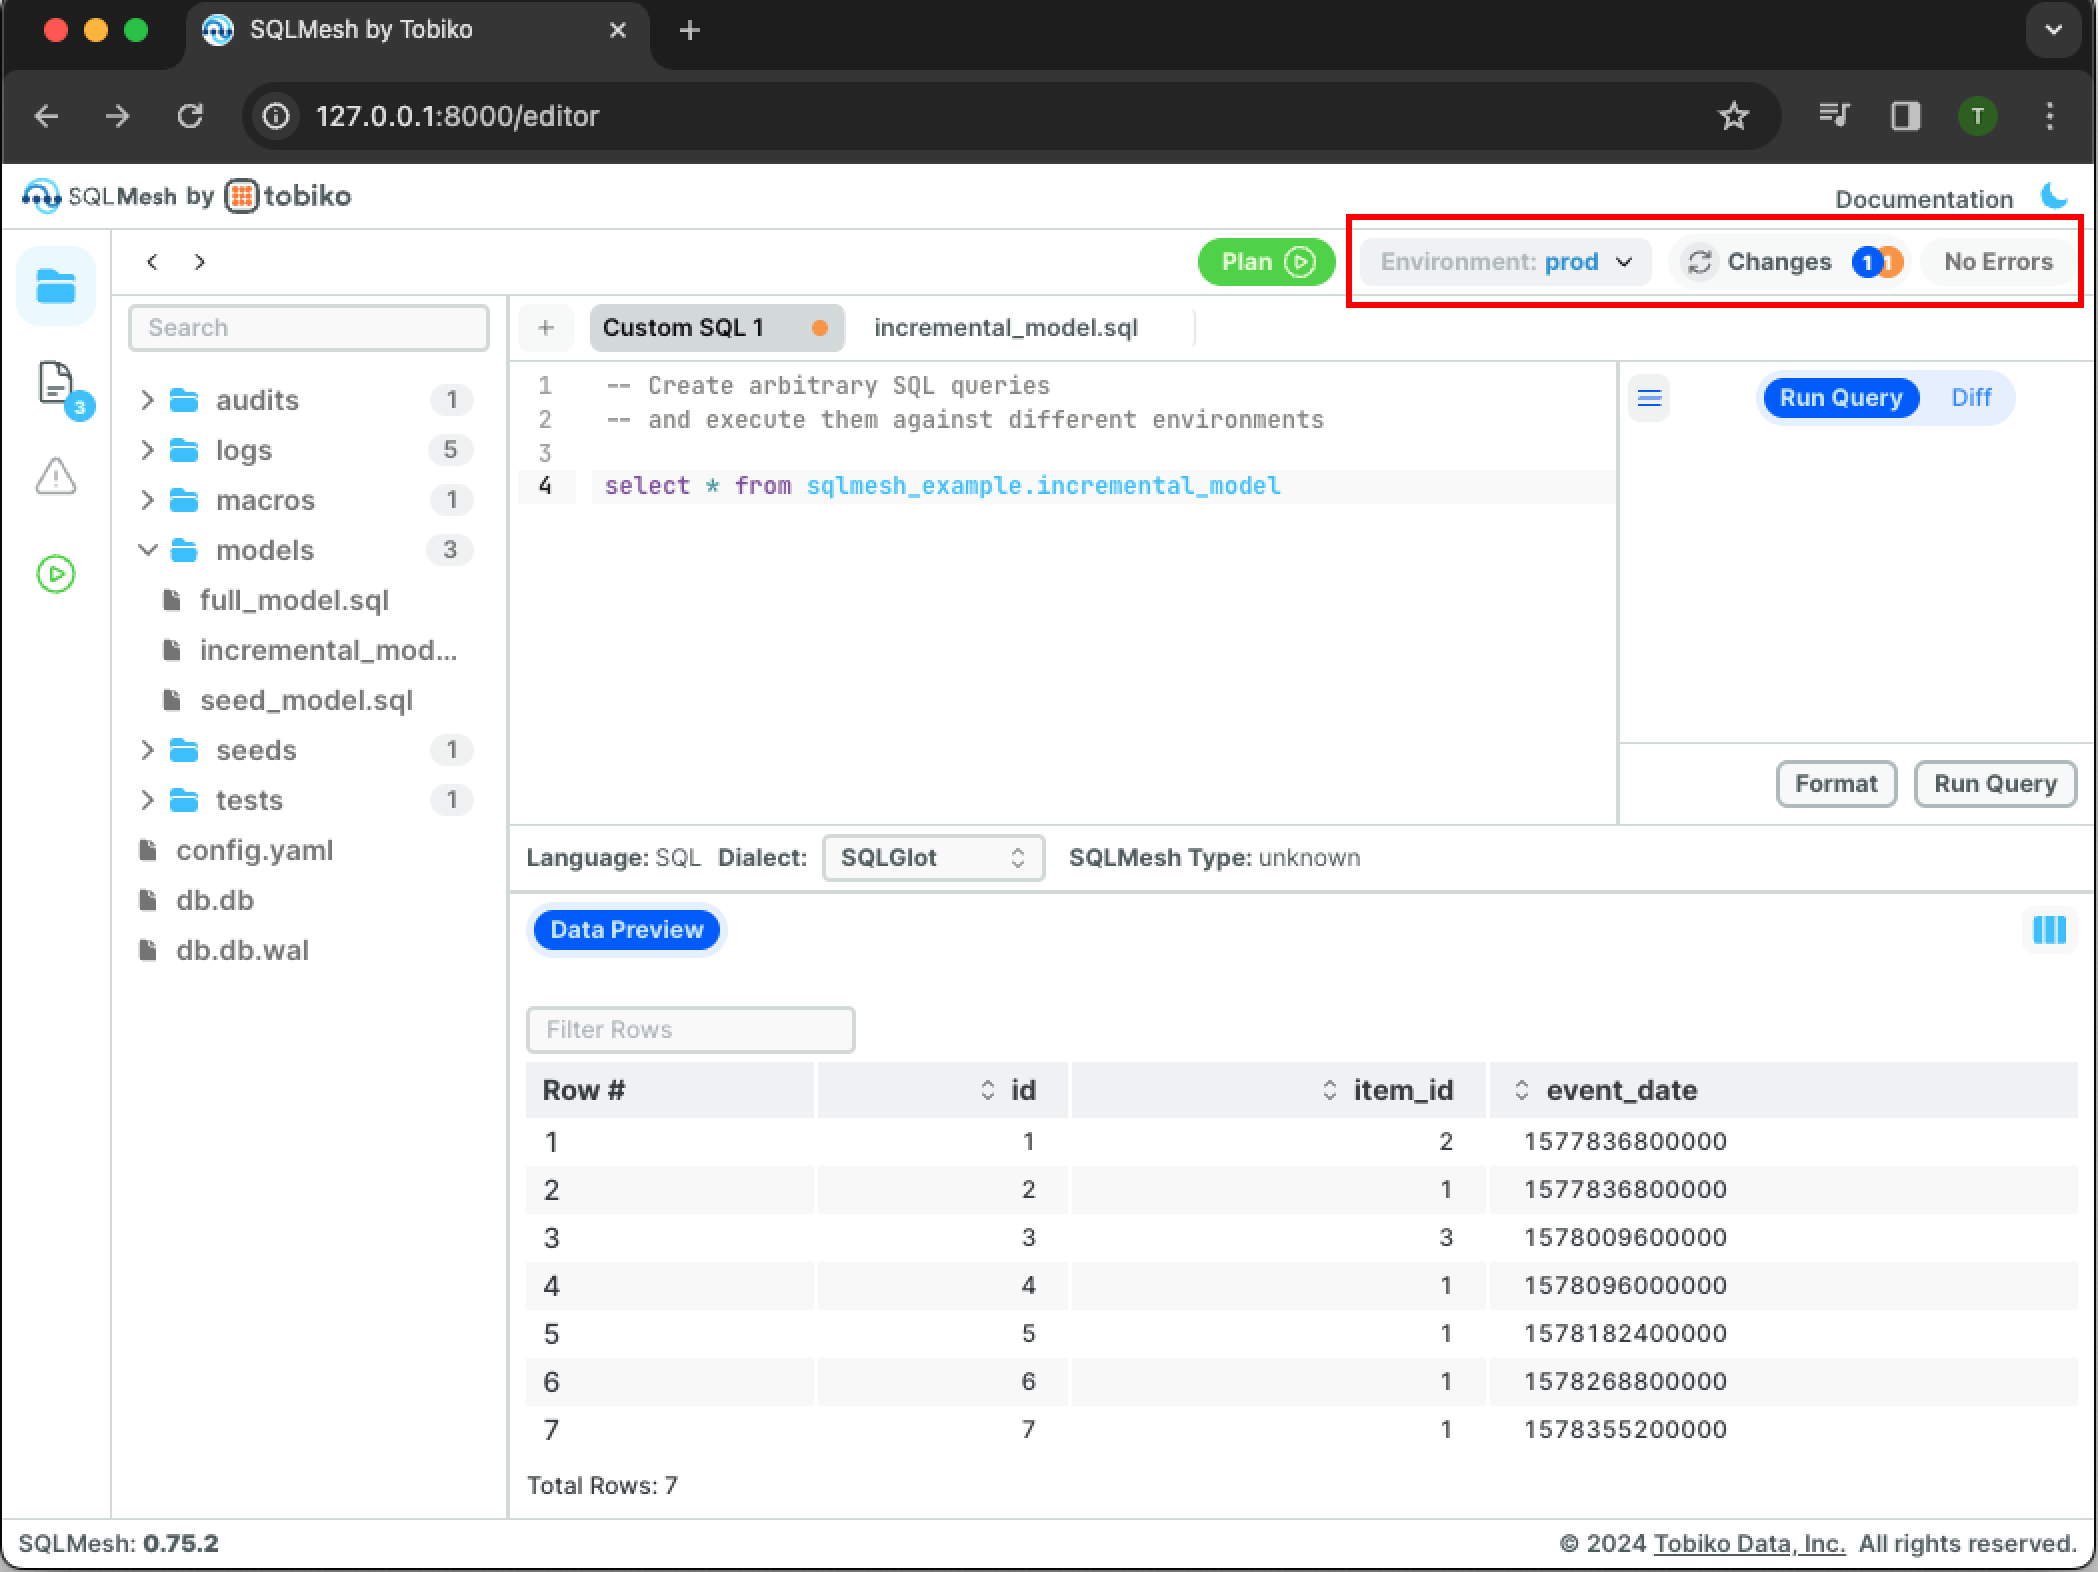 SQLMesh by Tobiko
127.0.0.1:8000/editor
T
SQLMesh by tobiko
Documentation
Plan
Environment: prod
Changes
1 1
No Errors
Search
Custom SQL 1
incremental_model.sql
3
audits 1
logs 5
macros 1
models 3
full_model.sql
incremental_mod...
seed_model.sql
seeds 1
tests 1
config.yaml
db.db
db.db.wal
1 -- Create arbitrary SQL queries
2 -- and execute them against different environments
3
4 select * from sqlmesh_example.incremental_model
Run Query Diff
Format Run Query
Language: SQL Dialect: SQLGlot SQLMesh Type: unknown
Data Preview
Filter Rows
Row # id item_id event_date
1 1 2 1577836800000
2 2 1 1577836800000
3 3 3 1578009600000
4 4 1 1578096000000
5 5 1 1578182400000
6 6 1 1578268800000
7 7 1 1578355200000
Total Rows: 7
SQLMesh: 0.75.2
© 2024 Tobiko Data, Inc. All rights reserved.